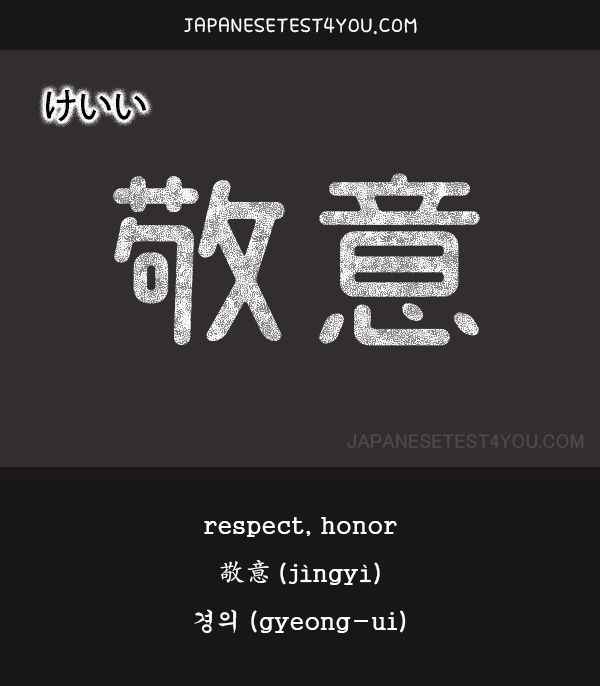 JAPANESETEST4YOU.COM
けいい
敬意
JAPANESETEST4YOU.COM
respect, honor
敬意 (jìngyì)
경의 (gyeong-ui)